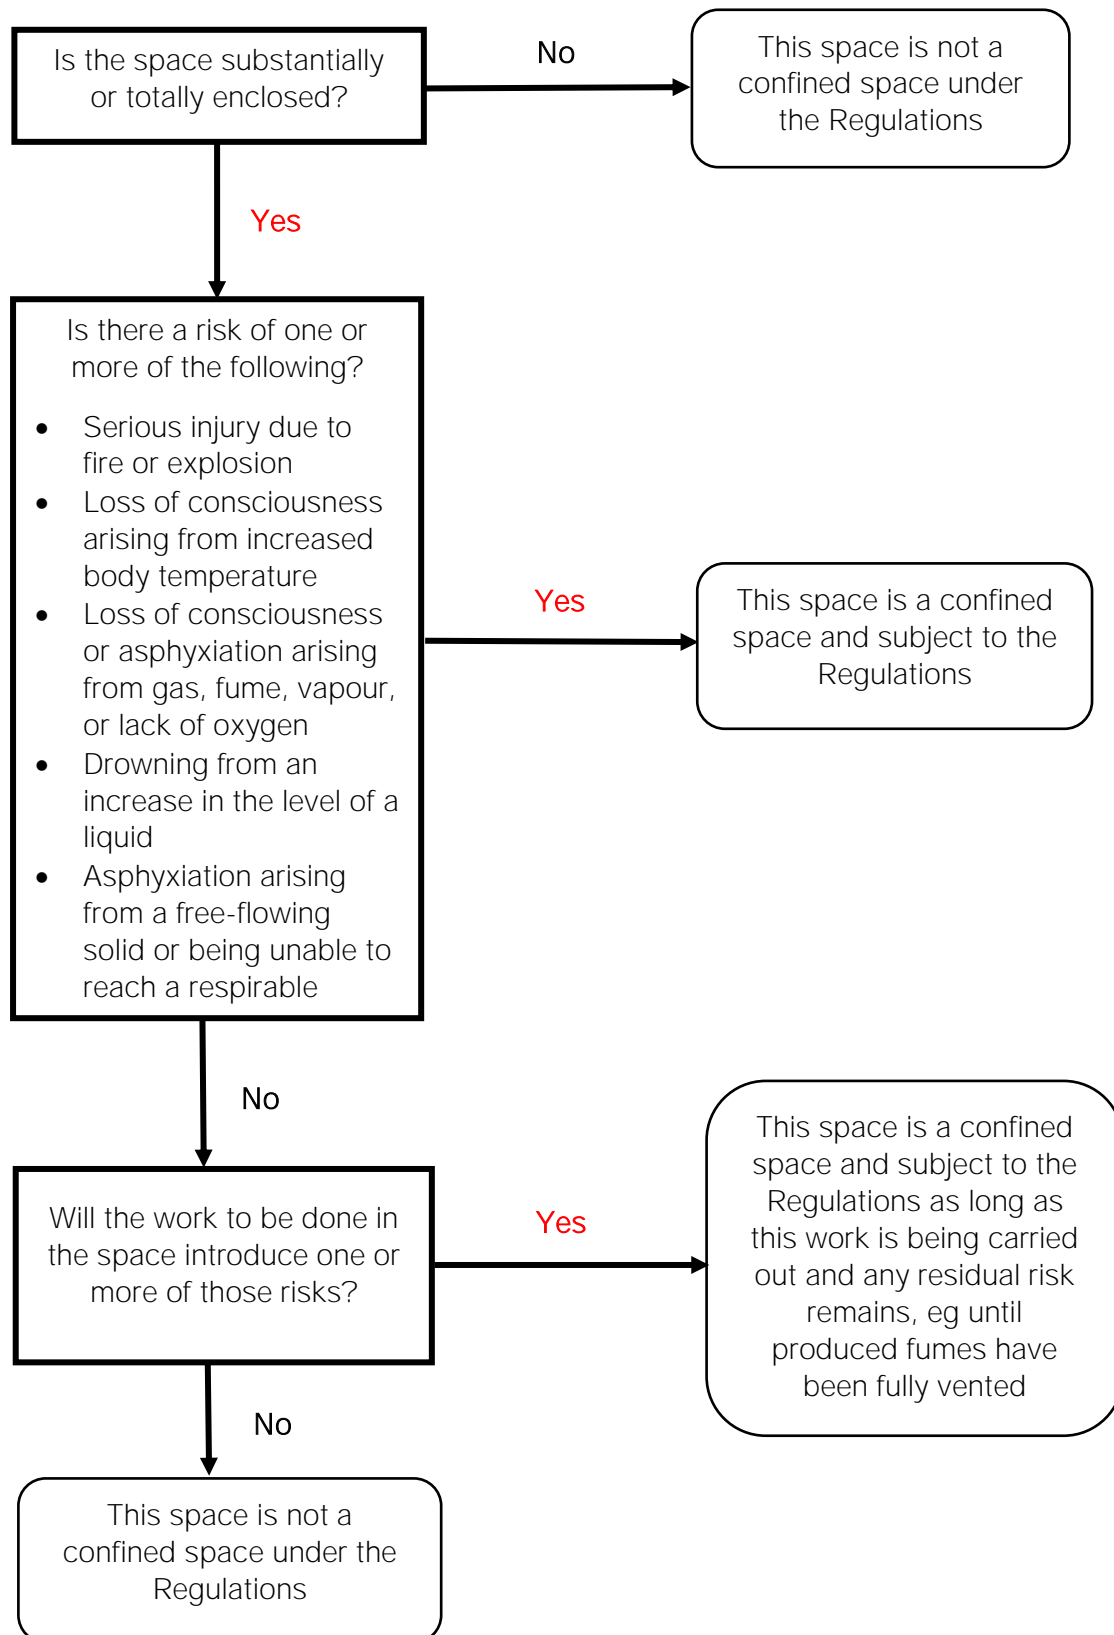 Is the space substantially
or totally enclosed?
No
This space is not a
confined space under
the Regulations
Yes
Is there a risk of one or
more of the following?
• Serious injury due to
fire or explosion
• Loss of consciousness
arising from increased
body temperature
• Loss of consciousness
or asphyxiation arising
from gas, fume, vapour,
or lack of oxygen
• Drowning from an
increase in the level of a
liquid
• Asphyxiation arising
from a free-flowing
solid or being unable to
reach a respirable
Yes
This space is a confined
space and subject to the
Regulations
No
Will the work to be done in
the space introduce one or
more of those risks?
Yes
This space is a confined
space and subject to the
Regulations as long as
this work is being carried
out and any residual risk
remains, eg until
produced fumes have
been fully vented
No
This space is not a
confined space under the
Regulations